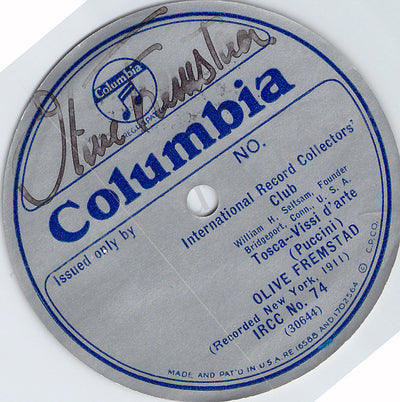 Olive Fremstad
Columbia
REG. PAT.
Columbia
NO.
Issued only by
International Record Collectors'
Club
William H. Seltsam, Founder
Bridgeport, Conn., U. S. A.
Tosca--Vissi d'arte
(Puccini)
OLIVE FREMSTAD
(Recorded New York, 1911)
IRCC No. 74
(30644)
© C.P.CO.
MADE AND PAT'D IN U.S.A. RE 16588 AND 1702564